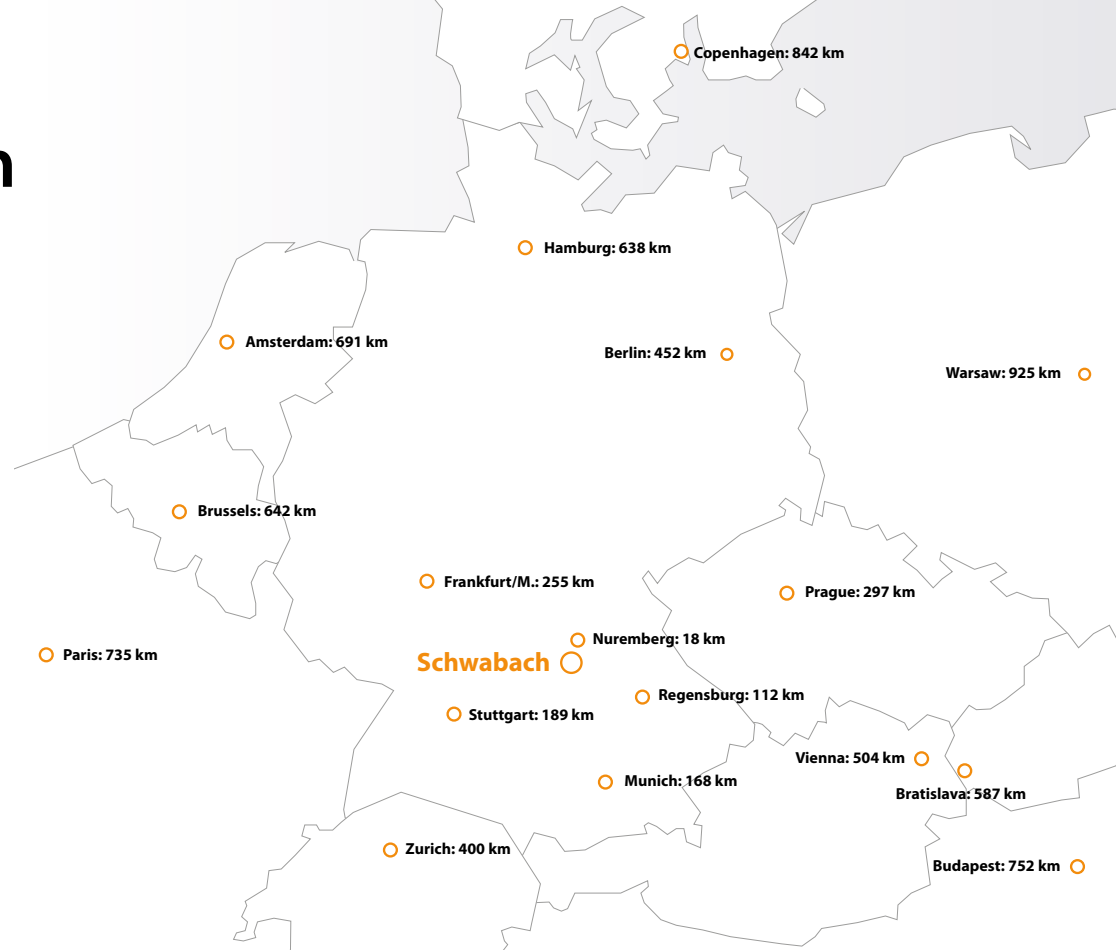 Copenhagen: 842 km
n
Hamburg: 638 km
Amsterdam: 691 km
Berlin: 452 km
Warsaw: 925 km
Brussels: 642 km
Frankfurt/M.: 255 km
Prague: 297 km
Nuremberg: 18 km
Paris: 735 km
Schwabach
Regensburg: 112 km
Stuttgart: 189 km
Vienna: 504 km
Munich: 168 km
Bratislava: 587 km
Zurich: 400 km
Budapest: 752 km